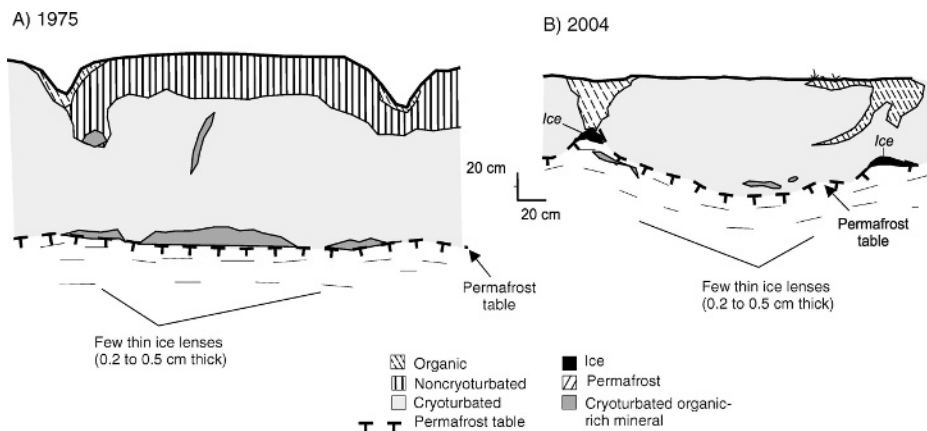 A) 1975
B) 2004
Ice
Ice
20 cm
20 cm
Permafrost
table
Permafrost
table
Few thin ice lenses
(0.2 to 0.5 cm thick)
Few thin ice lenses
(0.2 to 0.5 cm thick)
Organic
Noncryoturbated
Cryoturbated
Permafrost table
Ice
Permafrost
Cryoturbated organic-
rich mineral